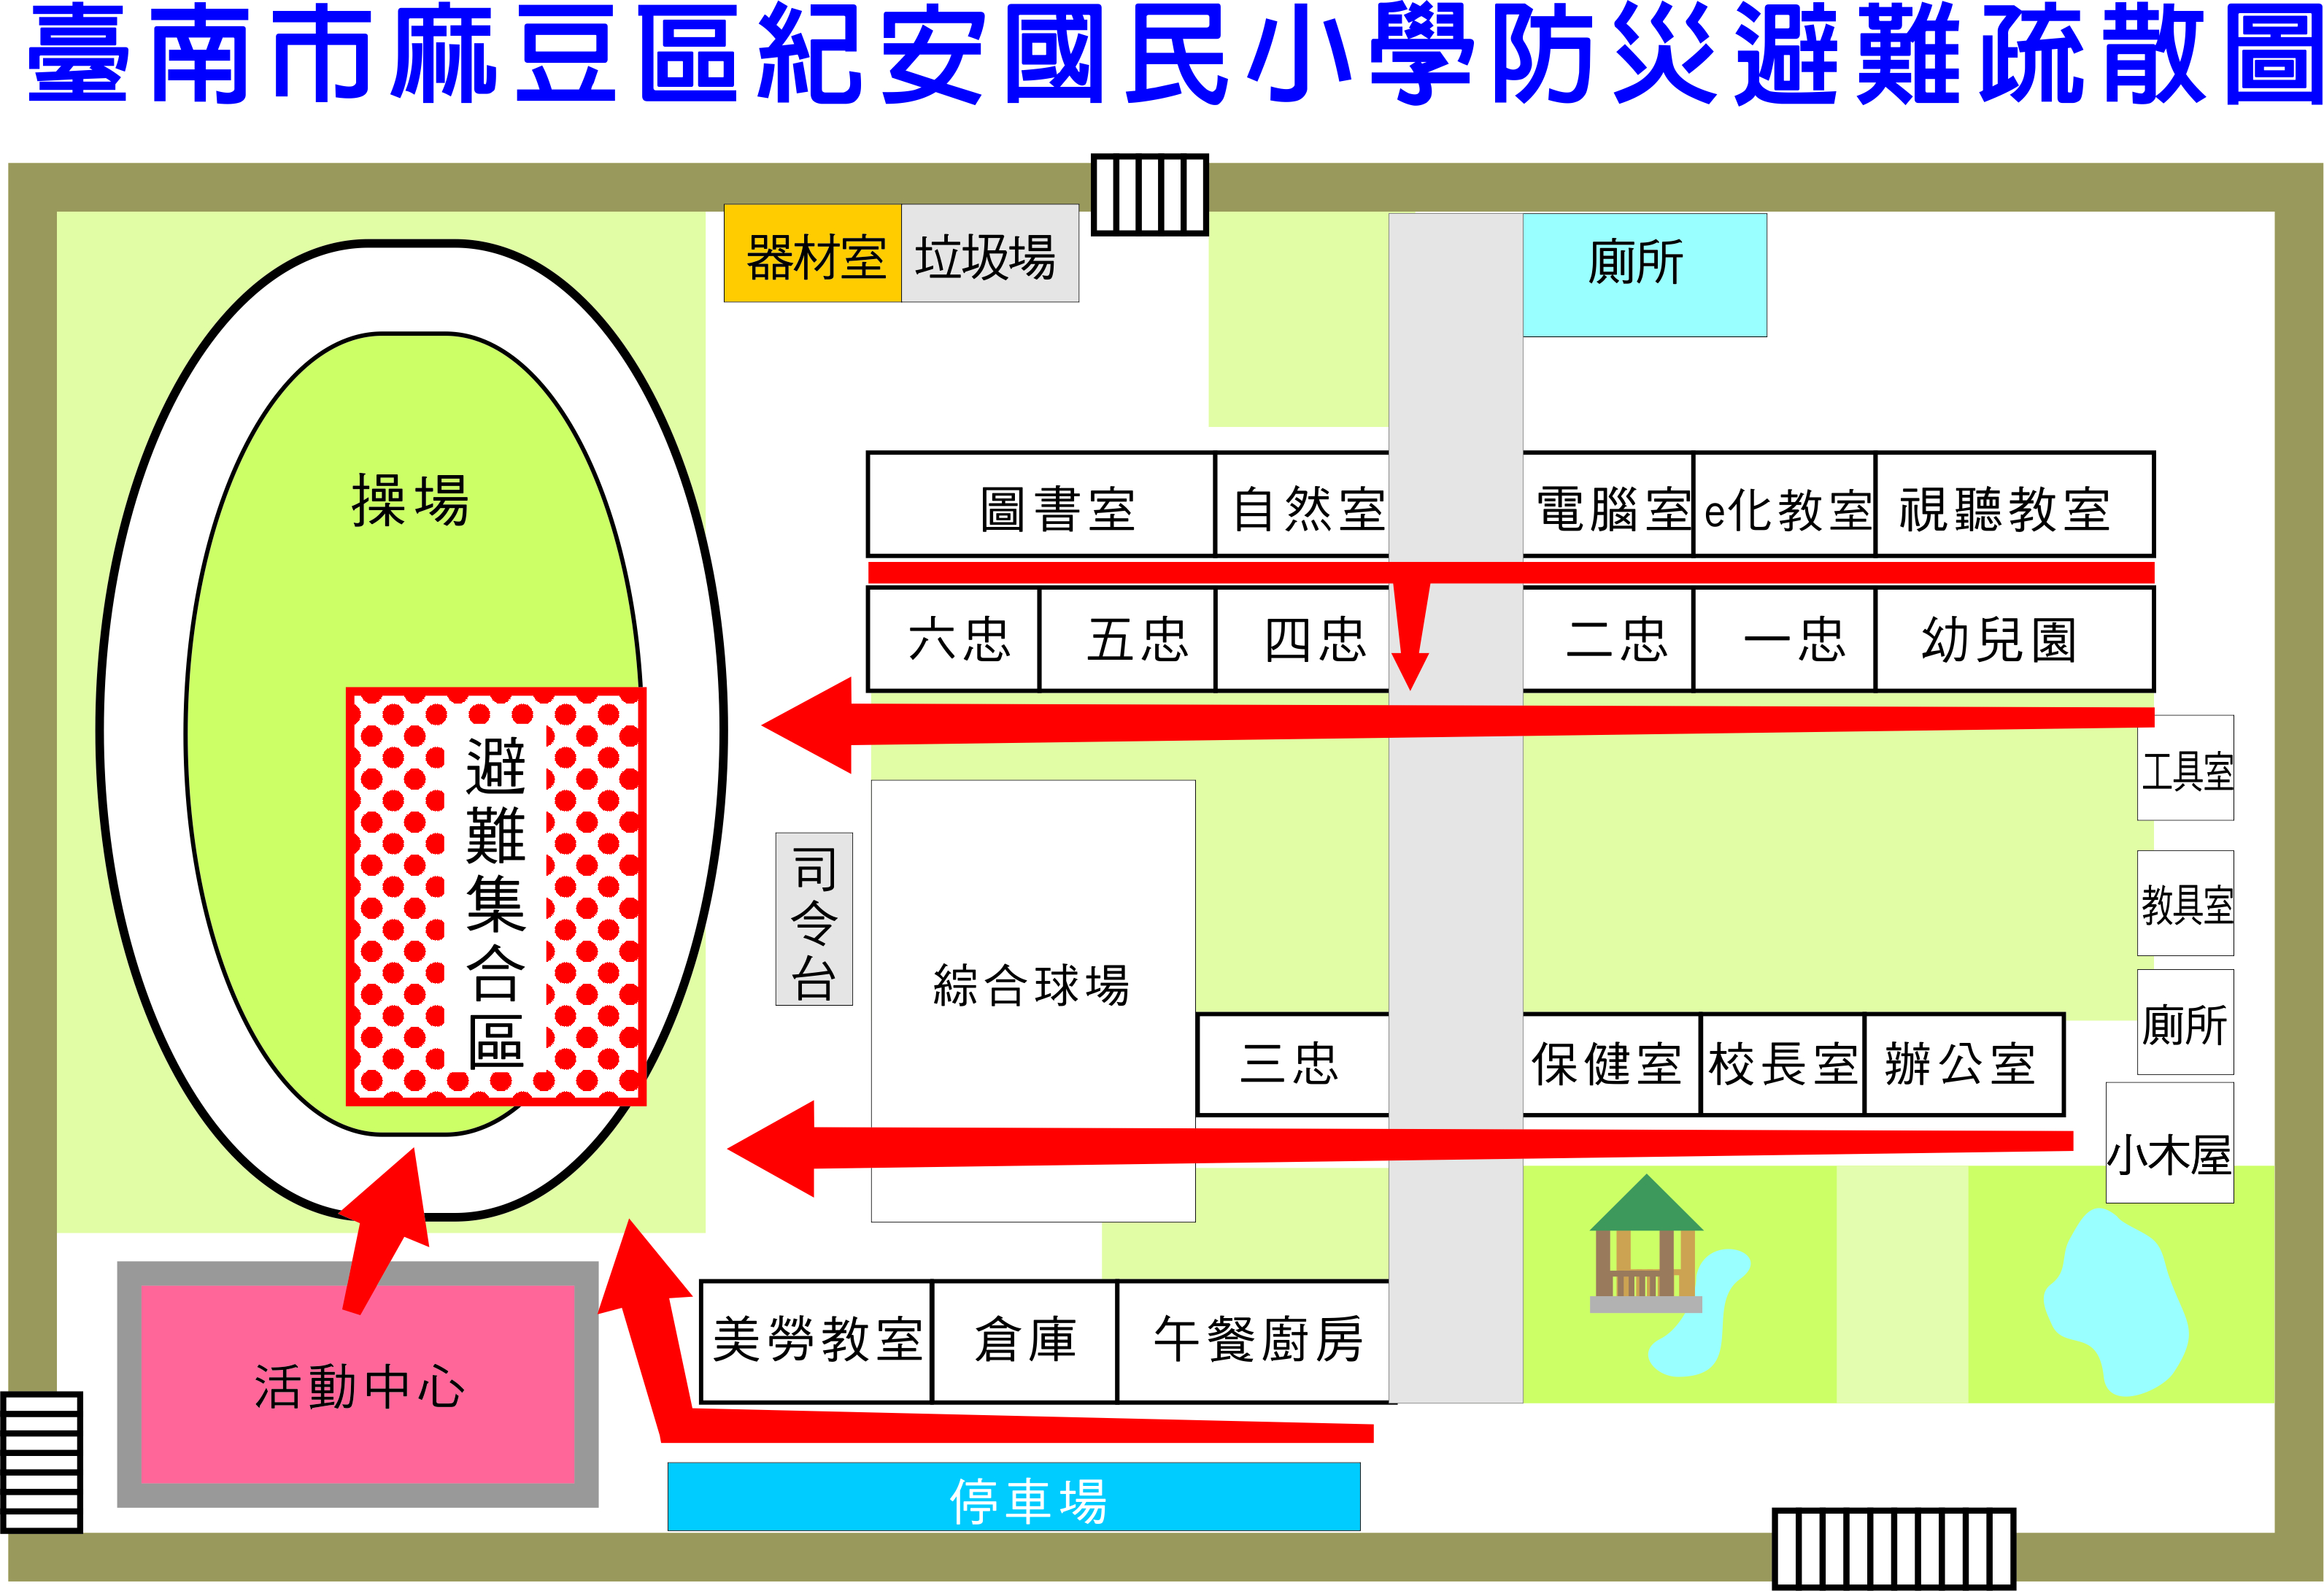 臺南市麻豆區紀安國民小學防災避難疏散圖
器材室
垃圾場
廁所
操場
圖書室
自然室
電腦室
e化教室
視聽教室
六忠
五忠
四忠
二忠
一忠
幼兒園
避難集合區
工具室
司令台
教具室
綜合球場
廁所
三忠
保健室
校長室
辦公室
小木屋
美勞教室
倉庫
午餐廚房
活動中心
停車場